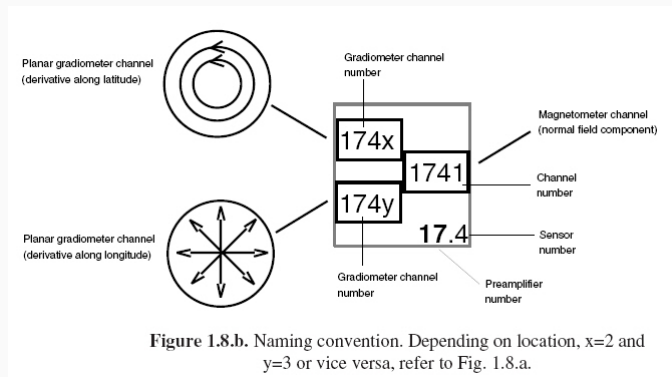 Planar gradiometer channel
(derivative along latitude)
Gradiometer channel
number
Magnetometer channel
(normal field component)
174x
1741
174y
17.4
Channel
number
Sensor
number
Planar gradiometer channel
(derivative along longitude)
Gradiometer channel
number
Preamplifier
number
Figure 1.8.b. Naming convention. Depending on location, x=2 and
y=3 or vice versa, refer to Fig. 1.8.a.